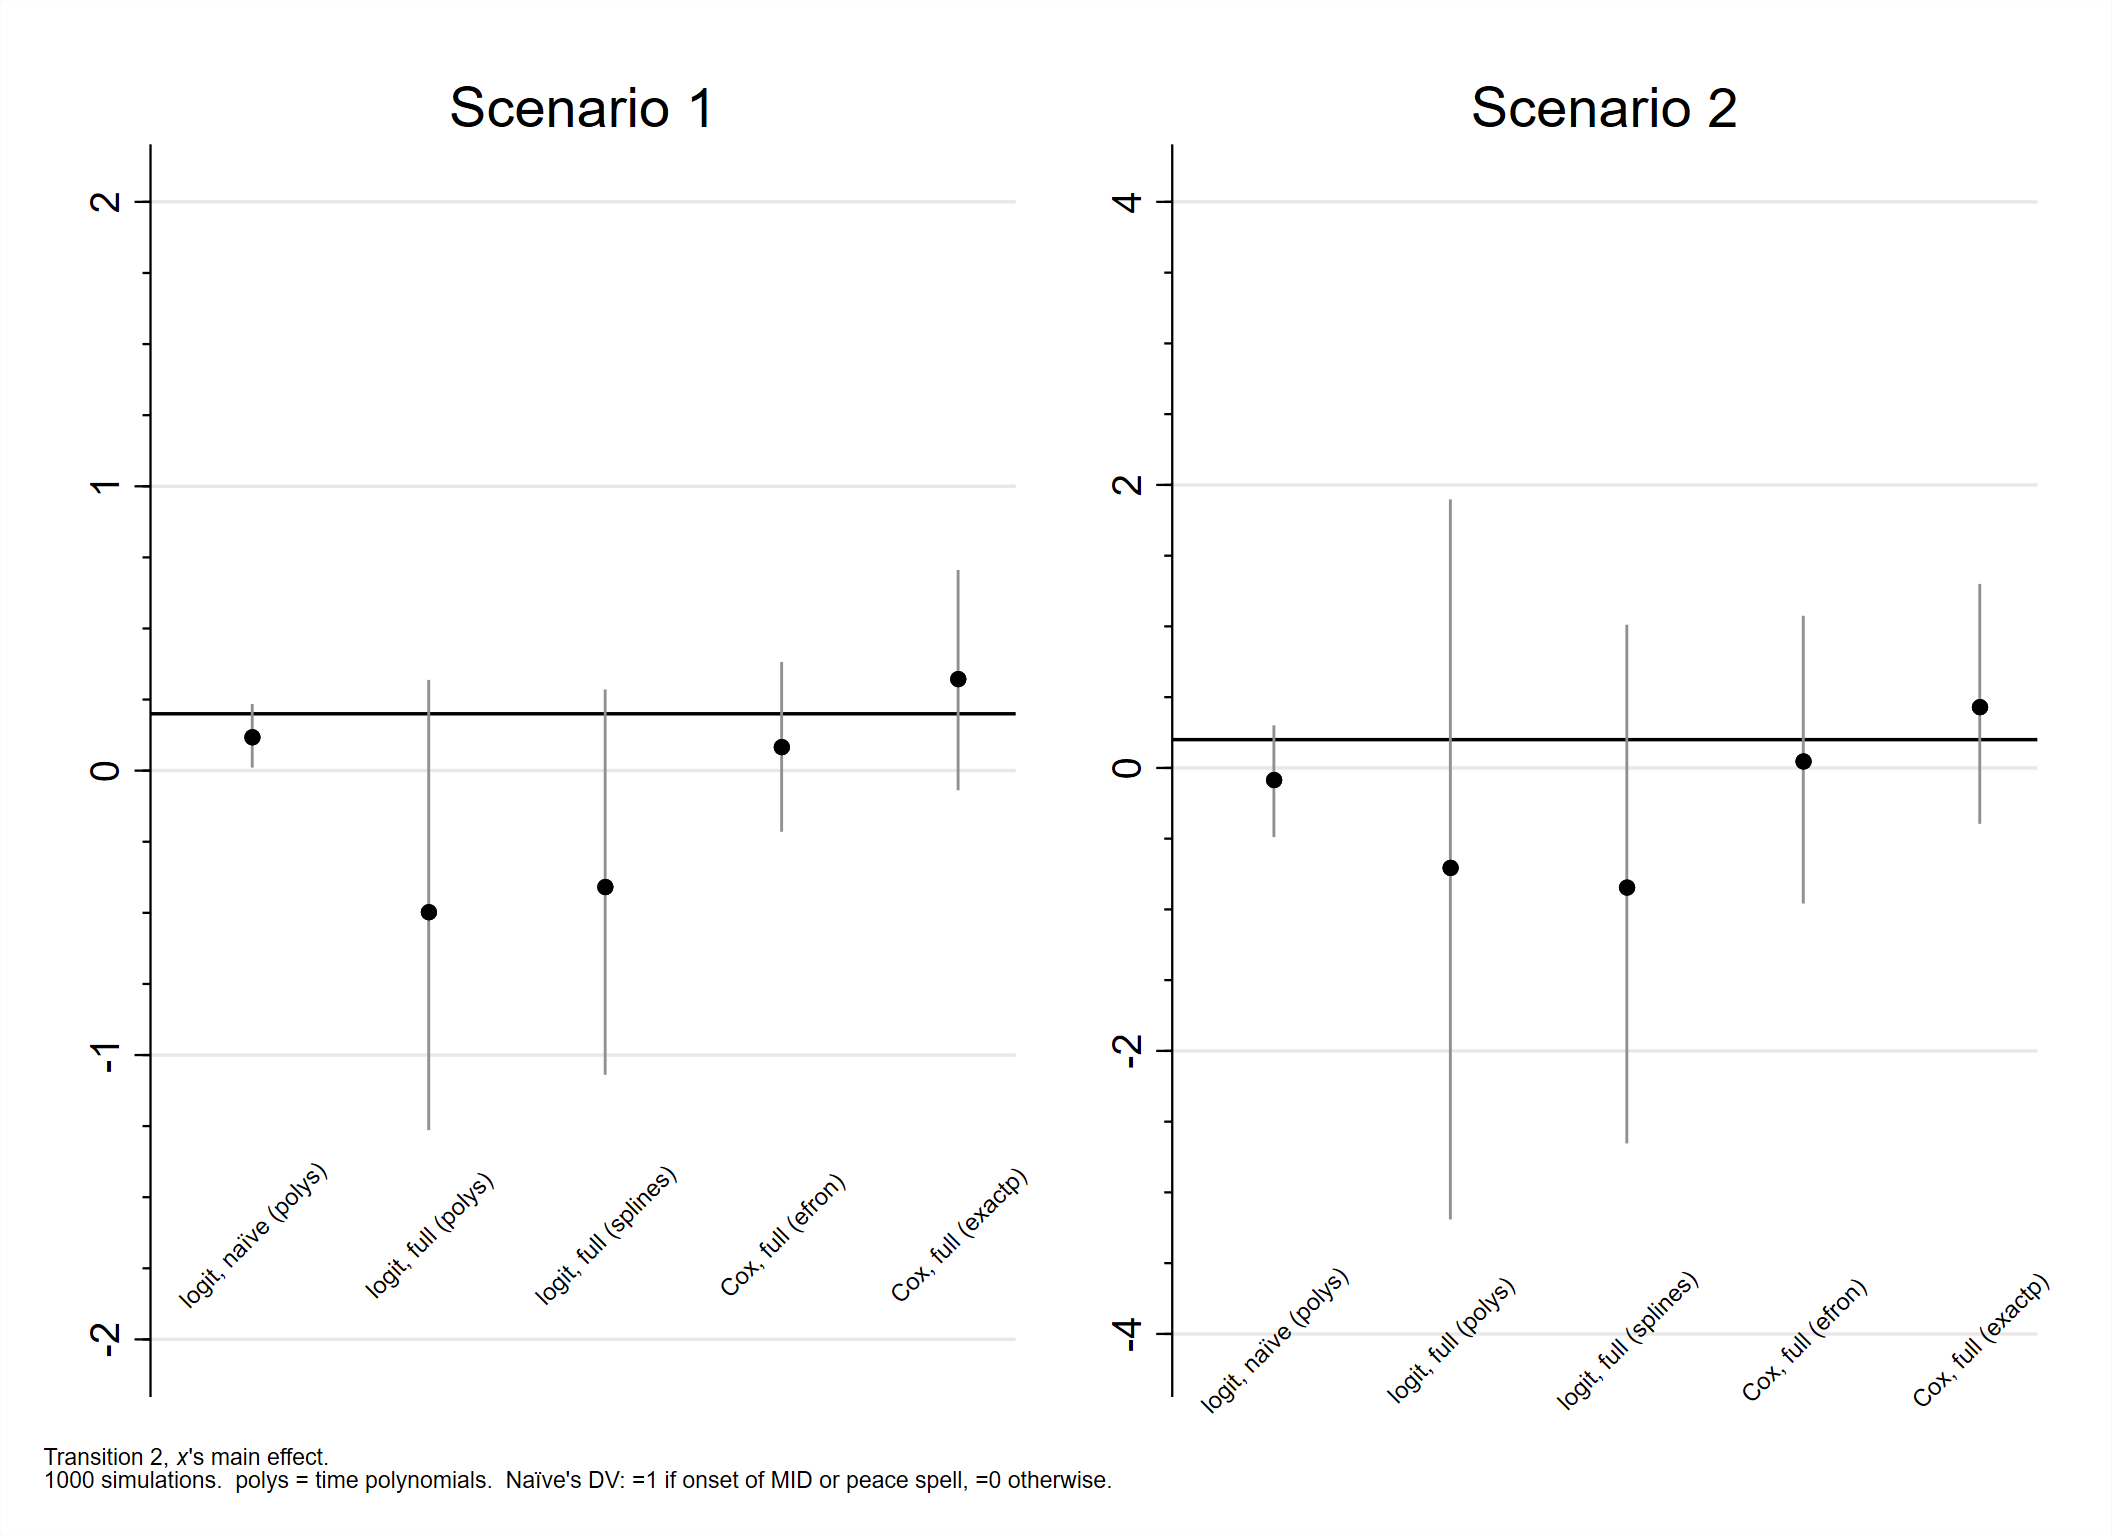 Scenario 1
2
1
0
-1
-2
logit, naïve (polys)
logit, full (polys)
logit, full (splines)
Cox, full (efron)
Cox, full (exactp)
Scenario 2
4
2
0
-2
-4
logit, naïve (polys)
logit, full (polys)
logit, full (splines)
Cox, full (efron)
Cox, full (exactp)
Transition 2, x's main effect.
1000 simulations.  polys = time polynomials.  Naïve's DV: =1 if onset of MID or peace spell, =0 otherwise.